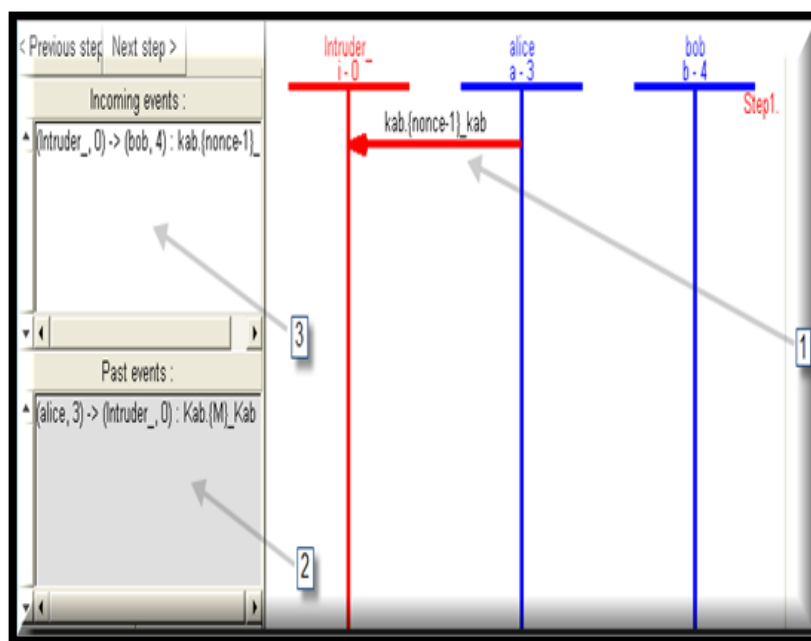 < Previous step Next step >
Incoming events :
(Intruder_, 0) -> (bob, 4) : kab.{nonce-1}_
Past events :
(alice, 3) -> (Intruder_, 0) : Kab.{M}_Kab
Intruder_
i - 0
alice
a - 3
bob
b - 4
Step1.
kab.{nonce-1}_kab
1
3
2